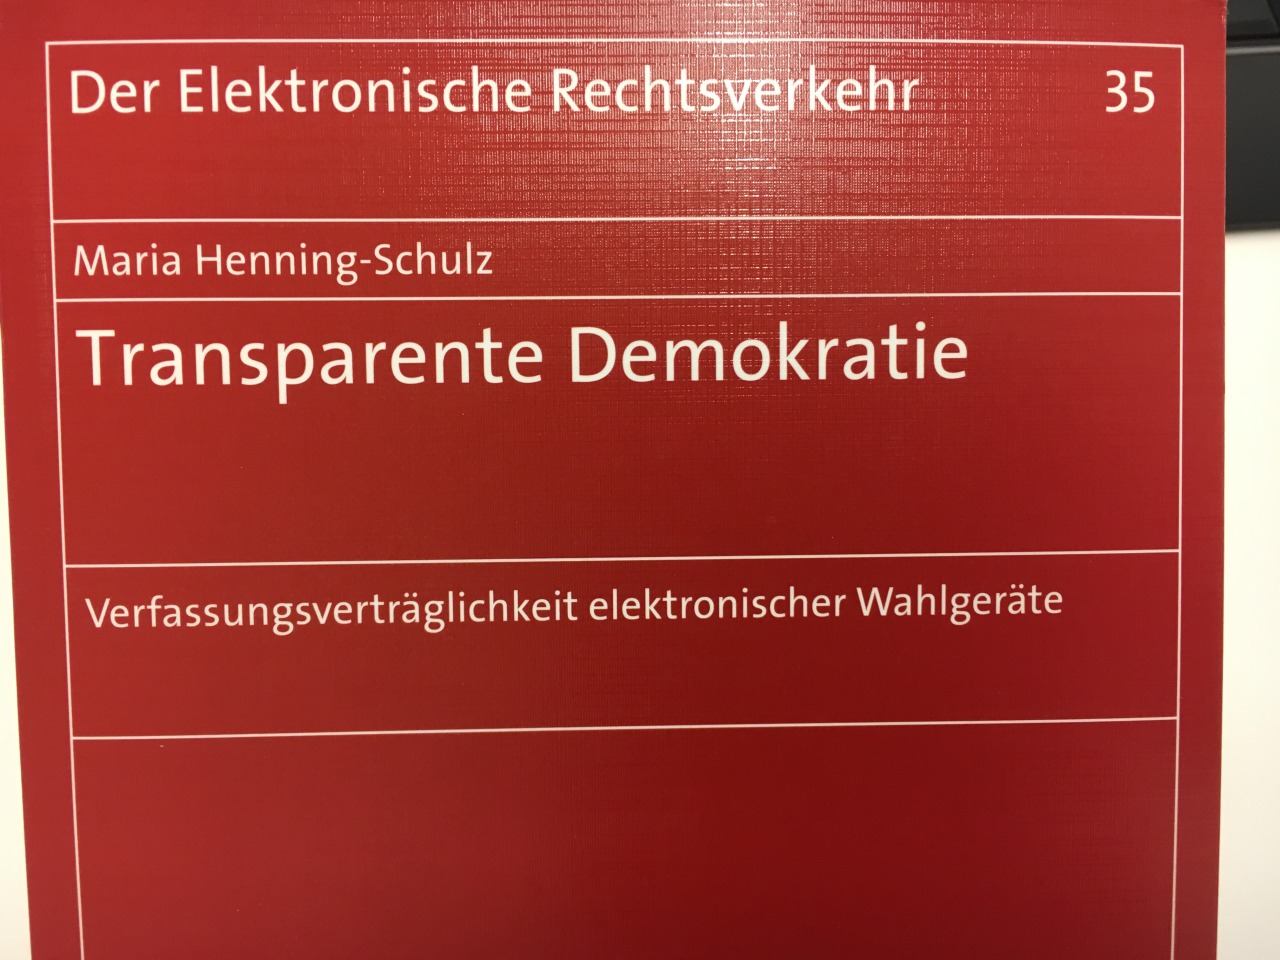 Der Elektronische Rechtsverkehr 35
Maria Henning-Schulz
Transparente Demokratie
Verfassungsverträglichkeit elektronischer Wahlgeräte